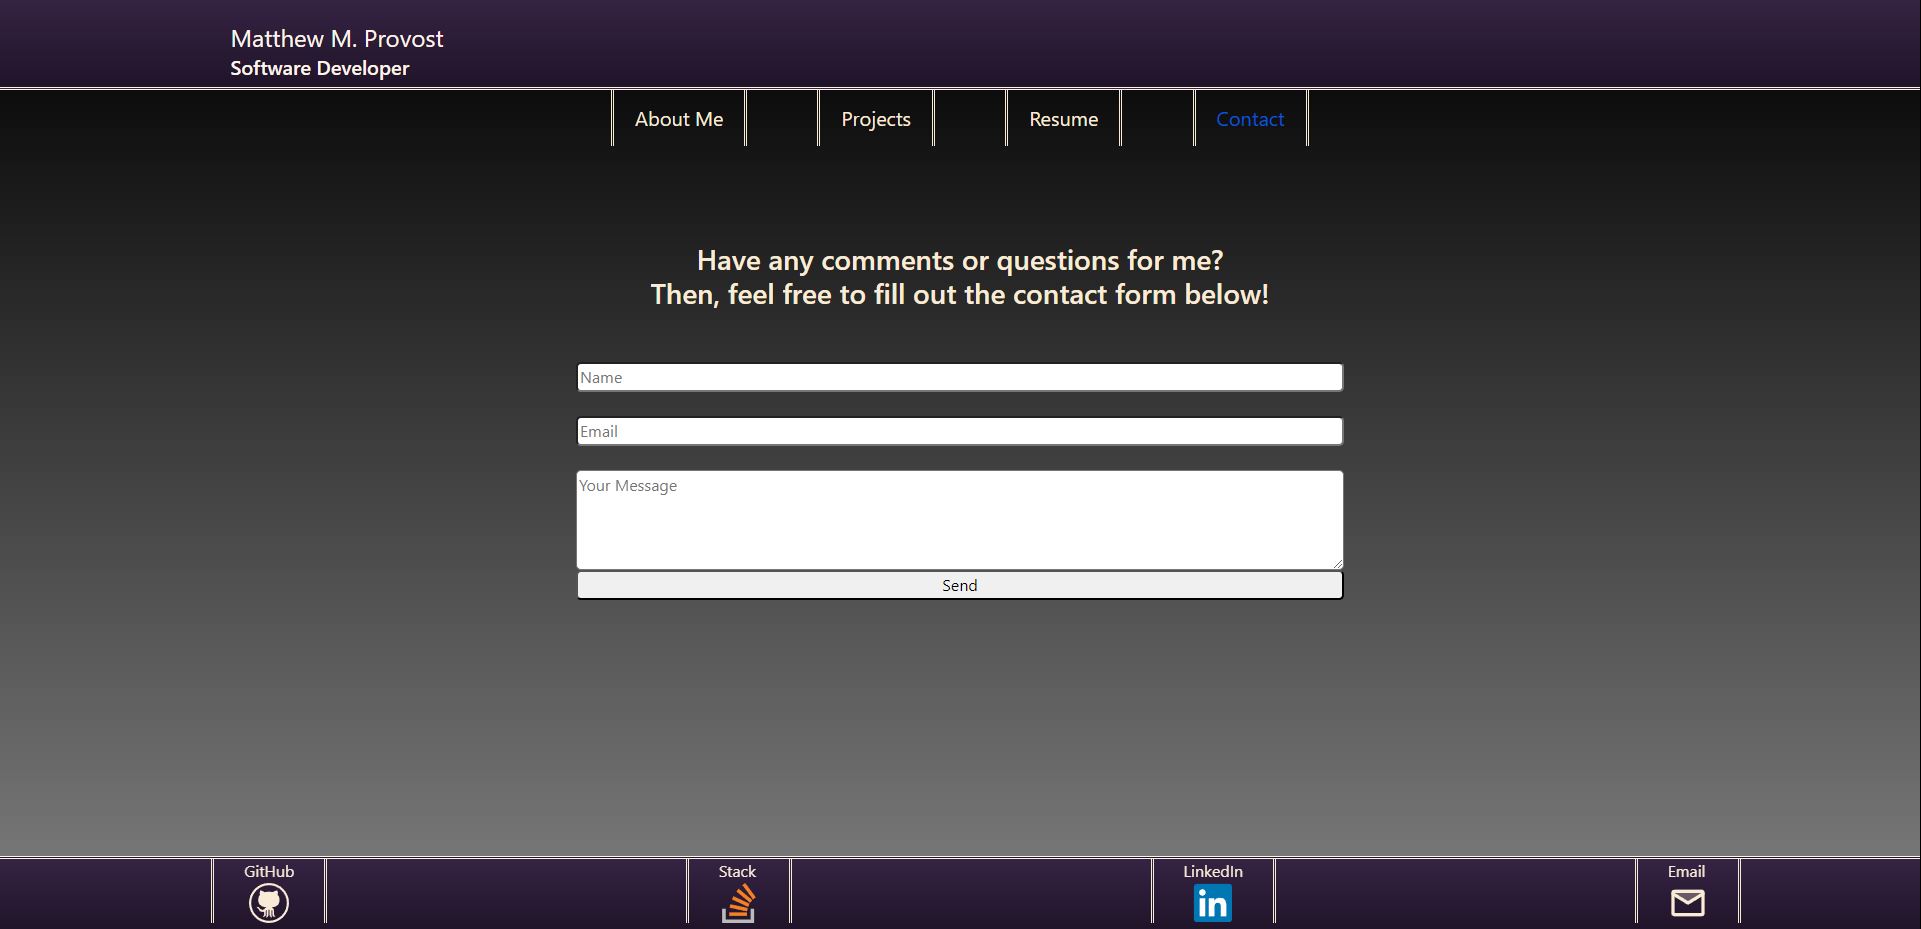 Matthew M. Provost
Software Developer
About Me
Projects
Resume
Contact
Have any comments or questions for me?
Then, feel free to fill out the contact form below!
Name
Email
Your Message
Send
GitHub
Stack
LinkedIn
Email
in